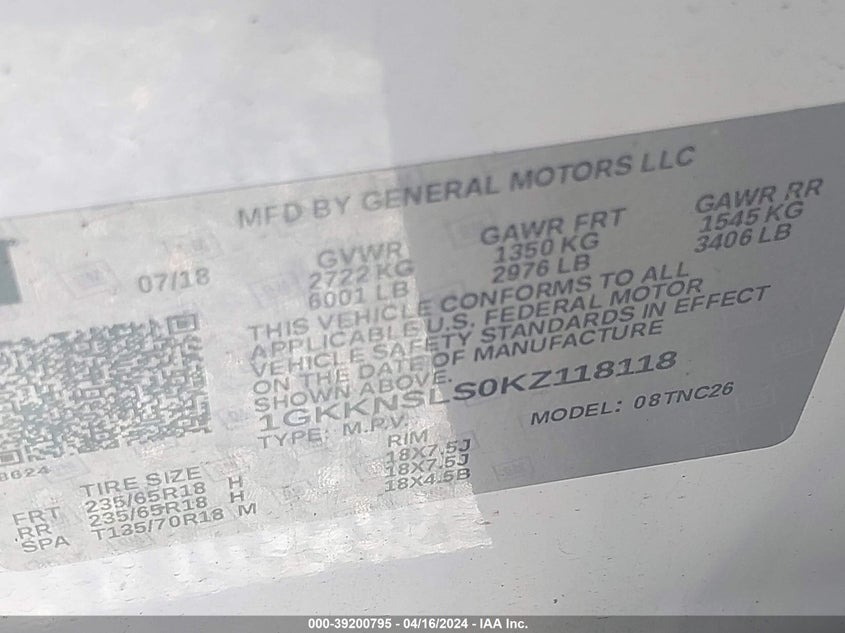 MFD BY GENERAL MOTORS LLC
07/18
GVWR
2722 KG
6001 LB
GAWR FRT
1350 KG
2976 LB
GAWR RR
1545 KG
3406 LB
THIS VEHICLE CONFORMS TO ALL
APPLICABLE U.S. FEDERAL MOTOR
VEHICLE SAFETY STANDARDS IN EFFECT
ON THE DATE OF MANUFACTURE
SHOWN ABOVE.
1GKKNSLS0KZ118118
TYPE: M.P.V.
MODEL: 08TNC26
8624
TIRE SIZE RIM
FRT 235/65R18 H 18X7.5J
RR 235/65R18 H 18X7.5J
SPA T135/70R18 M 18X4.5B
000-39200795 - 04/16/2024 - IAA Inc.